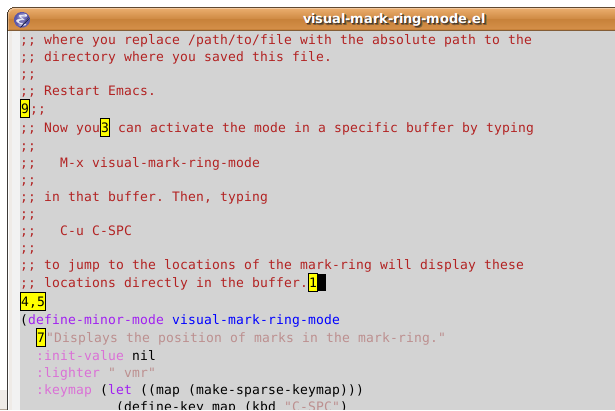 visual-mark-ring-mode.el
;; where you replace /path/to/file with the absolute path to the
;; directory where you saved this file.
;;
;; Restart Emacs.
9;;
;; Now you3 can activate the mode in a specific buffer by typing
;;
;;   M-x visual-mark-ring-mode
;;
;; in that buffer. Then, typing
;;
;;   C-u C-SPC
;;
;; to jump to the locations of the mark-ring will display these
;; locations directly in the buffer.1
4,5
(define-minor-mode visual-mark-ring-mode
  7"Displays the position of marks in the mark-ring."
  :init-value nil
  :lighter " vmr"
  :keymap (let ((map (make-sparse-keymap)))
            (define-key map (kbd "C-SPC")